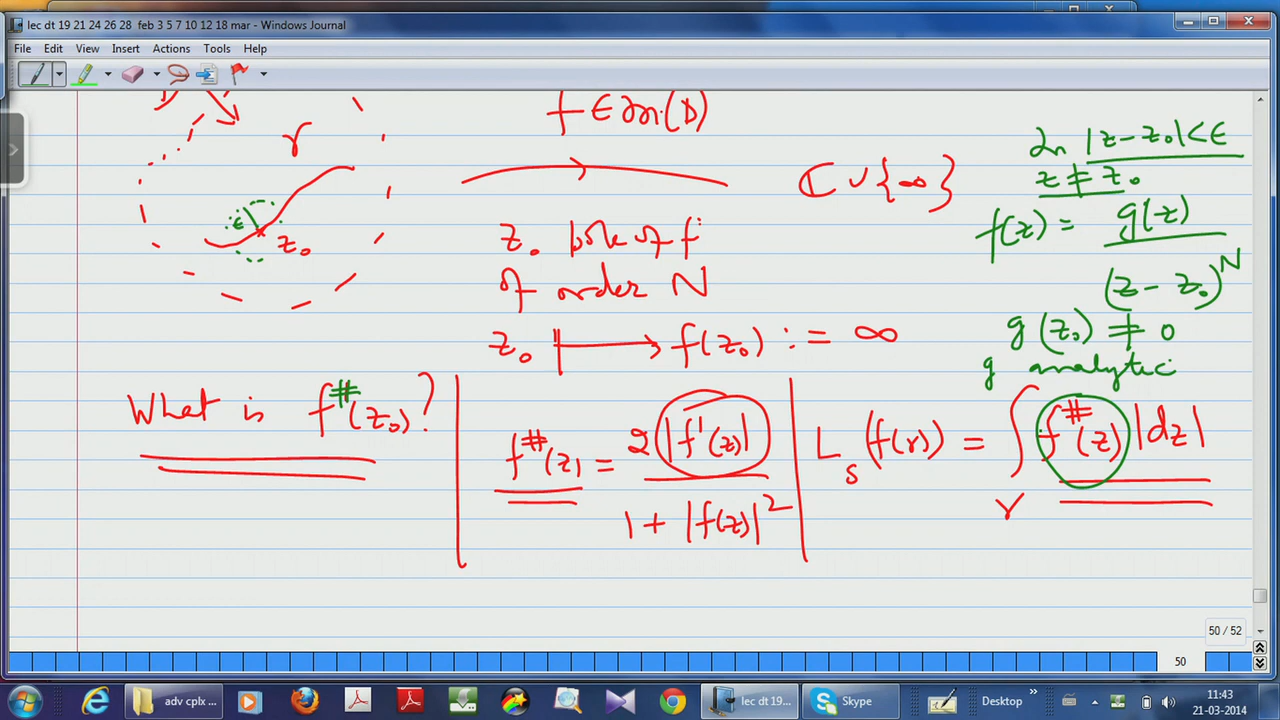 lec dt 19 21 24 26 28 feb 3 5 7 10 12 18 mar - Windows Journal
File Edit View Insert Actions Tools Help
f ∈ m(D)
γ
ℂ ∪ {∞}
ε
z₀
z₀ pole of f
of order N
z₀ ⟼ f(z₀) := ∞
In |z - z₀| < ε
z ≠ z₀
f(z) = g(z) / (z - z₀)^N
g(z₀) ≠ 0
g analytic
What is f^#(z₀)?
f^#(z) = 2|f'(z)| / 1 + |f(z)|²
L_s(f(γ)) = ∫_γ f^#(z) |dz|
50 / 52
50
adv cplx ...
lec dt 19...
Skype
Desktop
11:43
21-03-2014